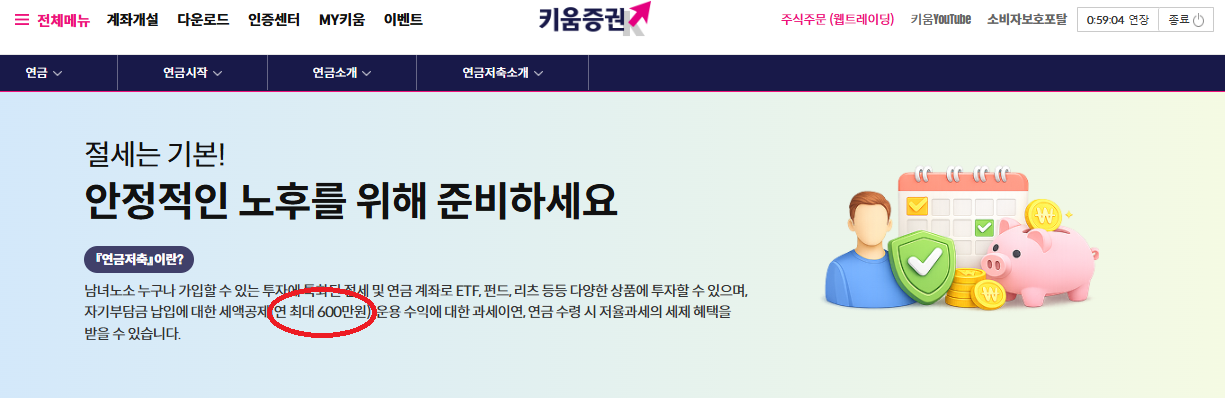 전체메뉴 계좌개설 다운로드 인증센터 MY키움 이벤트
키움증권
주식주문 (웹트레이딩) 키움YouTube 소비자보호포탈 0:59:04 연장 종료
연금 연금시작 연금소개 연금저축소개
절세는 기본!
안정적인 노후를 위해 준비하세요
『연금저축』이란?
남녀노소 누구나 가입할 수 있는 투자에 특화된 절세 및 연금 계좌로 ETF, 펀드, 리츠 등등 다양한 상품에 투자할 수 있으며,
자기부담금 납입에 대한 세액공제(연 최대 600만원), 운용 수익에 대한 과세이연, 연금 수령 시 저율과세의 세제 혜택을
받을 수 있습니다.